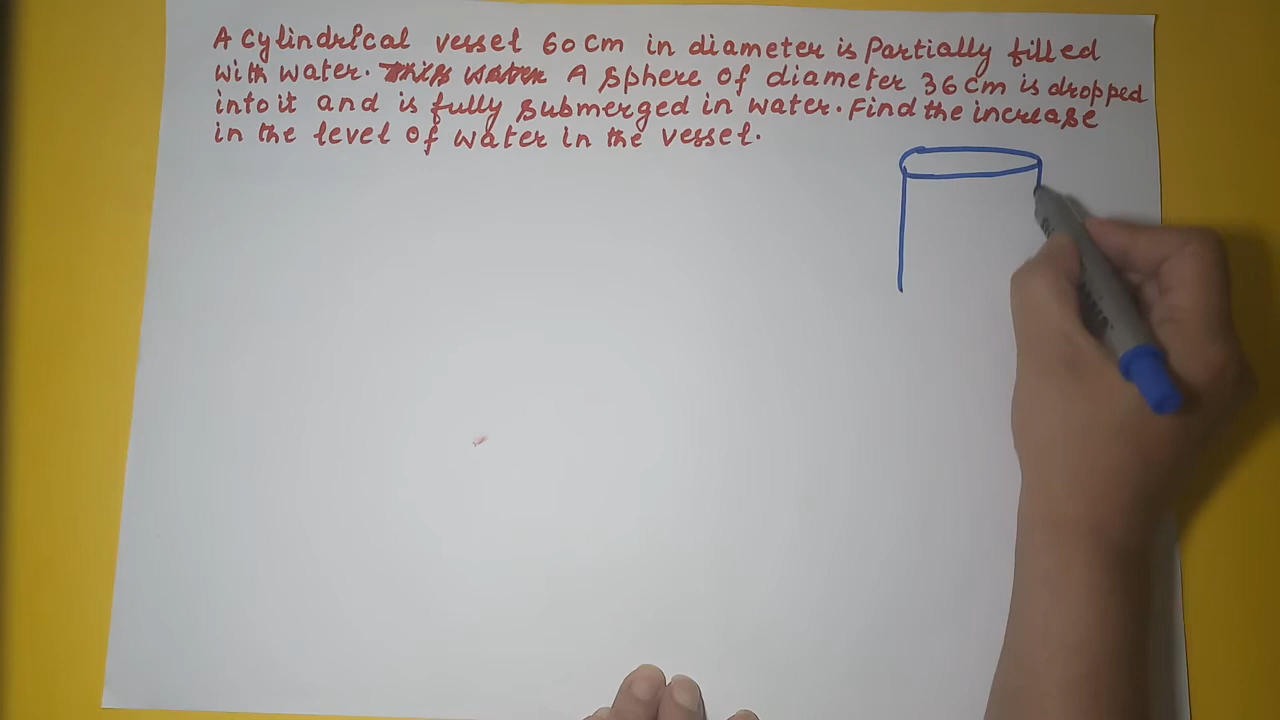 A Cylindrical vessel 60 cm in diameter is Partially filled
with water. A sphere of diameter 36 cm is dropped
into it and is fully submerged in water. Find the increase
in the level of water in the vessel.